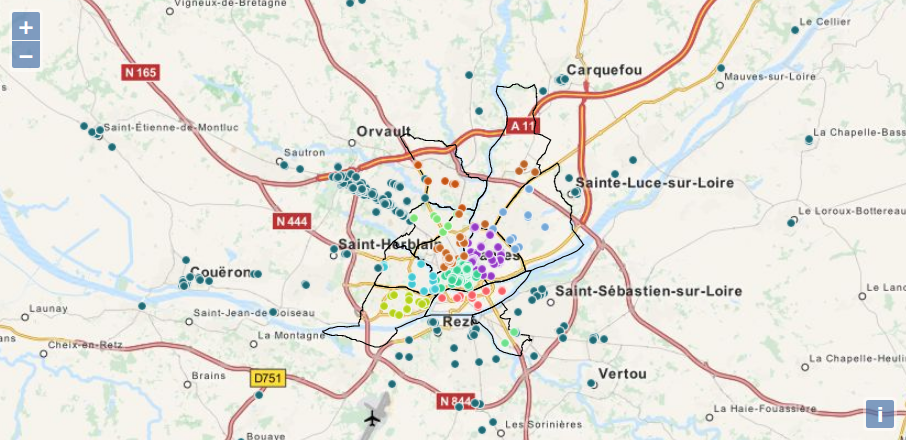 Vigneux-de-Bretagne
+
−
Le Cellier
N 165
Carquefou
Mauves-sur-Loire
Saint-Étienne-de-Montluc
Orvault
A 11
La Chapelle-Bass
Sautron
Sainte-Luce-sur-Loire
N 444
Le Loroux-Bottereau
Saint-Herblain
Couëron
Saint-Sébastien-sur-Loire
Le Lan
Launay
Saint-Jean-de-Boiseau
Rezé
ans
La Montagne
Cheix-en-Retz
La Chapelle-Heuli
Brains
D751
Vertou
N 844
La Haie-Fouassière
i
Les Sorinières
Bouaye